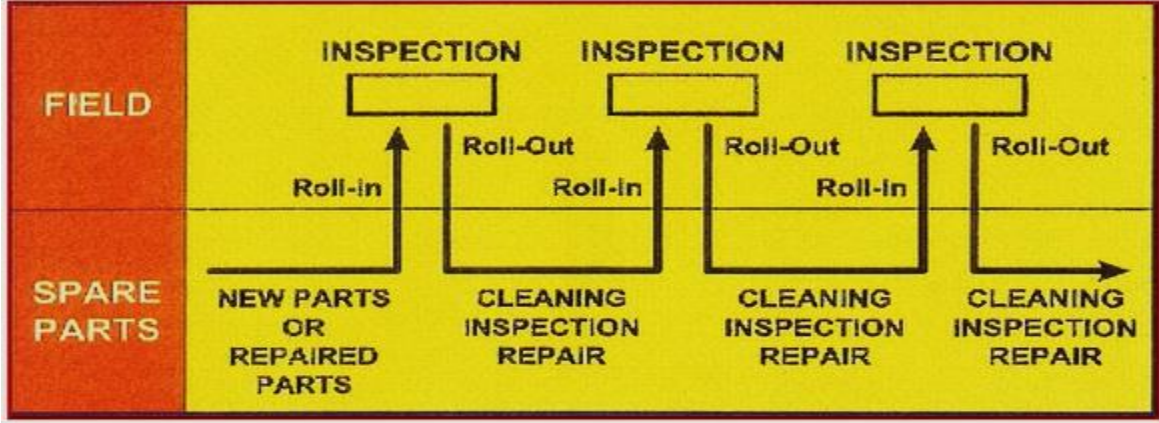 INSPECTION INSPECTION INSPECTION
FIELD
Roll-Out Roll-Out Roll-Out
Roll-in Roll-in Roll-in
SPARE
PARTS
NEW PARTS
OR
REPAIRED
PARTS
CLEANING
INSPECTION
REPAIR
CLEANING
INSPECTION
REPAIR
CLEANING
INSPECTION
REPAIR